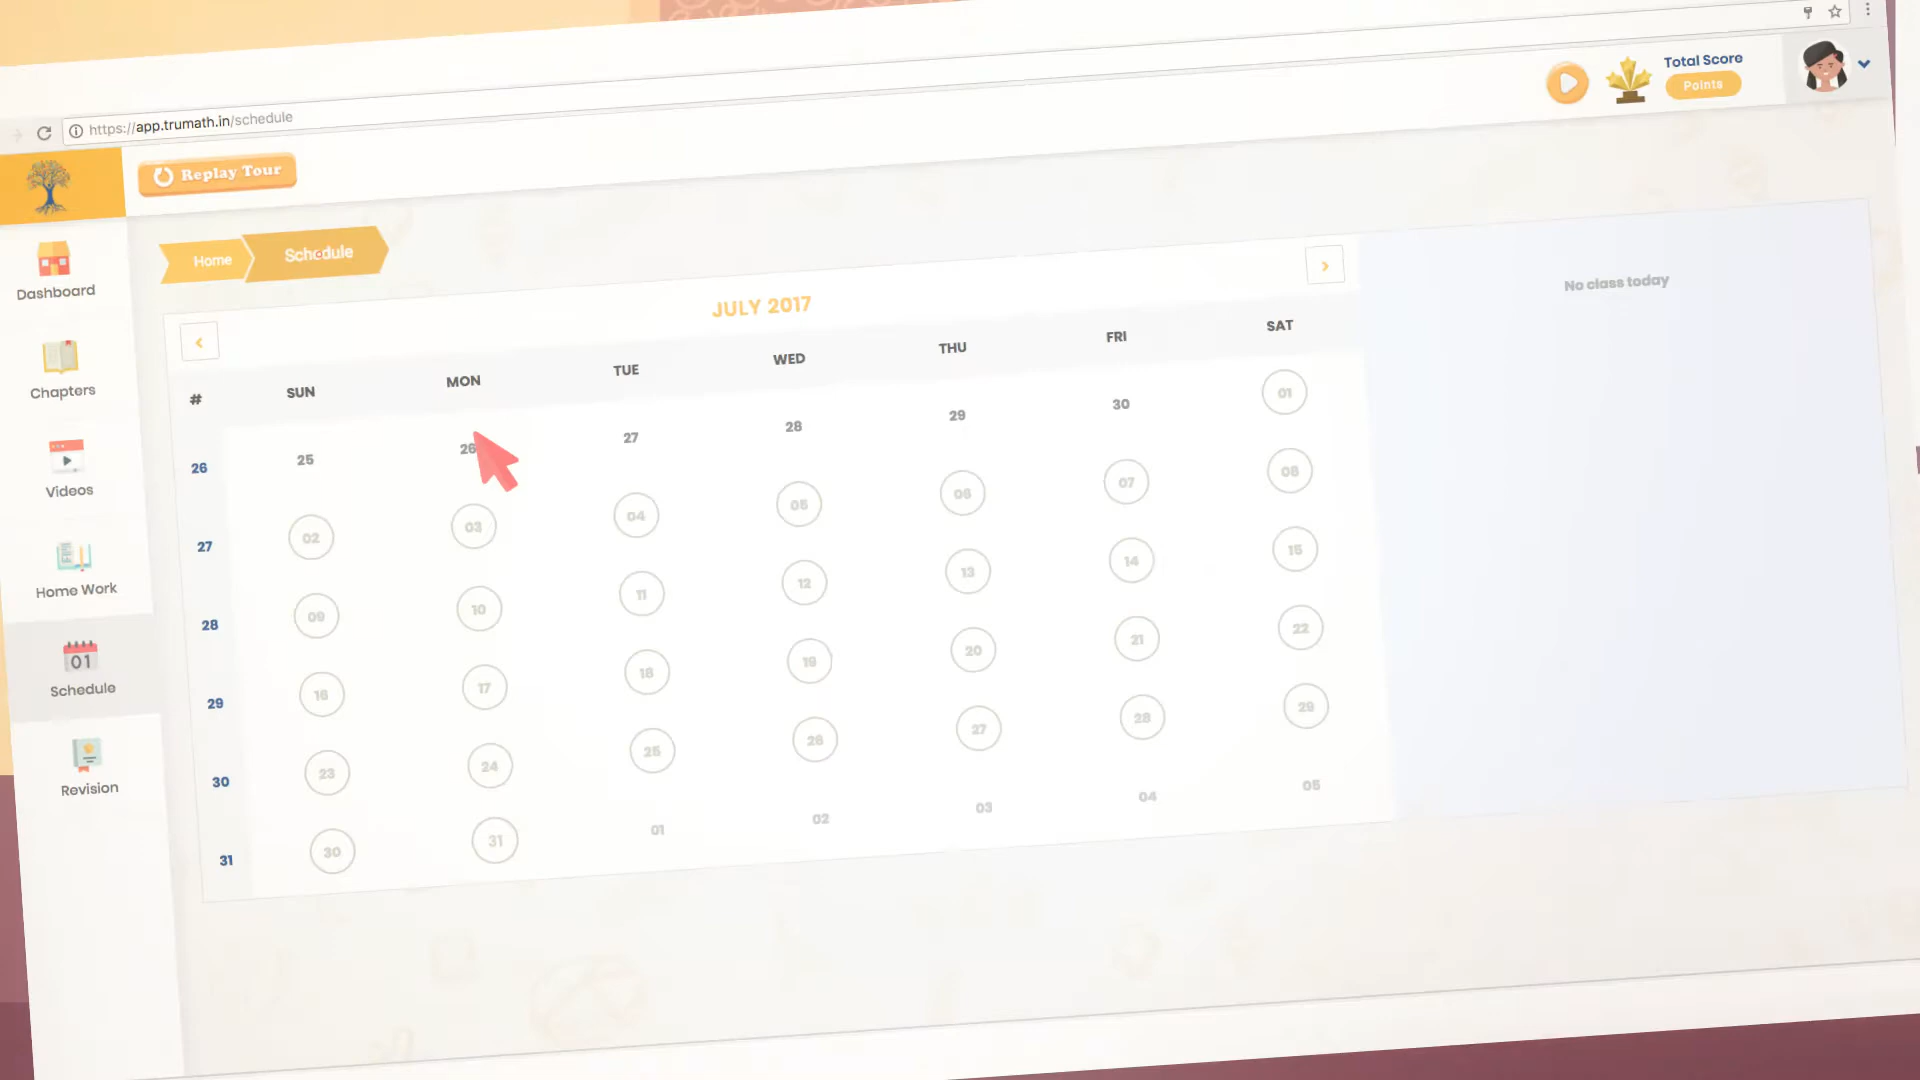 https://app.trumath.in/schedule
Total Score
Points
Replay Tour
Home
Schedule
No class today
JULY 2017
# SUN MON TUE WED THU FRI SAT
26 25 26 27 28 29 30 01
27 02 03 04 05 06 07 08
28 09 10 11 12 13 14 15
29 16 17 18 19 20 21 22
30 23 24 25 26 27 28 29
31 30 31 01 02 03 04 05
Dashboard
Chapters
Videos
Home Work
01
Schedule
Revision